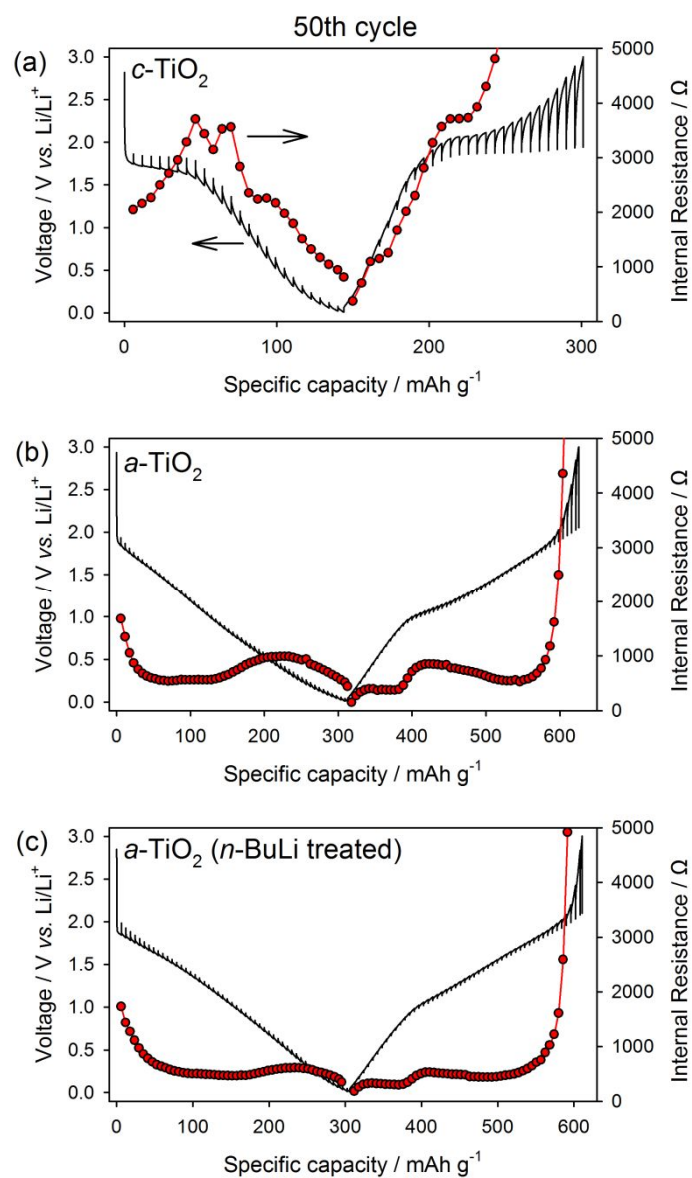 50th cycle
(a)
c-TiO₂
Voltage / V vs. Li/Li⁺
3.0
2.5
2.0
1.5
1.0
0.5
0.0
5000
4000
3000
2000
1000
0
Internal Resistance / Ω
0 100 200 300
Specific capacity / mAh g⁻¹
(b)
a-TiO₂
Voltage / V vs. Li/Li⁺
3.0
2.5
2.0
1.5
1.0
0.5
0.0
5000
4000
3000
2000
1000
0
Internal Resistance / Ω
0 100 200 300 400 500 600
Specific capacity / mAh g⁻¹
(c)
a-TiO₂ (n-BuLi treated)
Voltage / V vs. Li/Li⁺
3.0
2.5
2.0
1.5
1.0
0.5
0.0
5000
4000
3000
2000
1000
0
Internal Resistance / Ω
0 100 200 300 400 500 600
Specific capacity / mAh g⁻¹